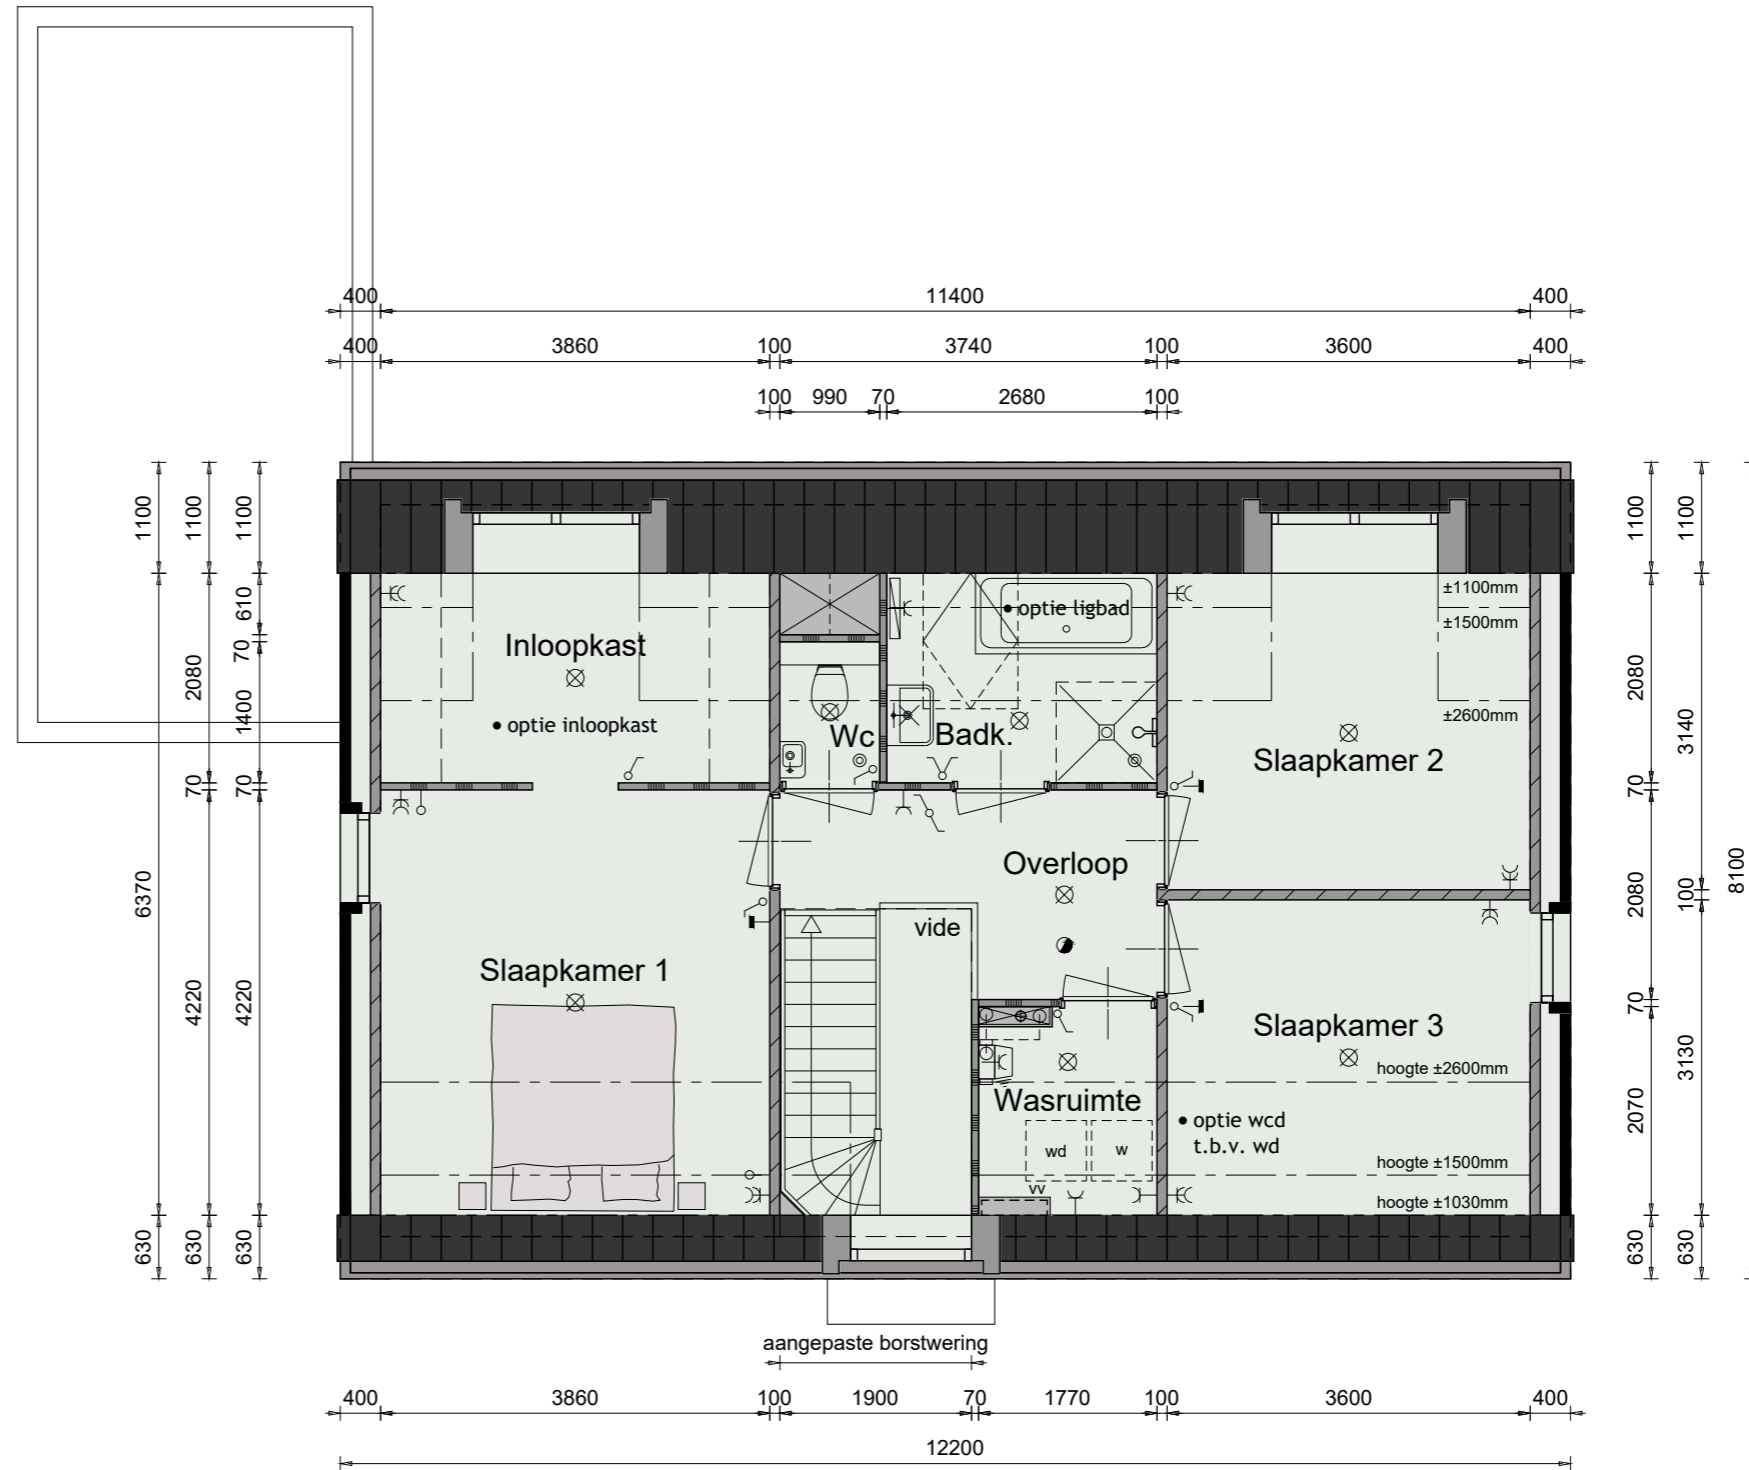 400 11400 400
400 3860 100 3740 100 3600 400
100 990 70 2680 100
1100 1100 1100 1100 1100
610 ±1100mm
optie ligbad
±1500mm
Inloopkast
70
2080 2080
1400 ±2600mm
optie inloopkast
Wc Badk. 3140
Slaapkamer 2
70 70 70
Overloop
6370 2080 100 8100
vide
Slaapkamer 1
4220 4220 70
Slaapkamer 3
3130
hoogte ±2600mm
Wasruimte
2070
optie wcd
t.b.v. wd
wd w
hoogte ±1500mm
vv
hoogte ±1030mm
630 630 630 630 630
aangepaste borstwering
400 3860 100 1900 70 1770 100 3600 400
12200